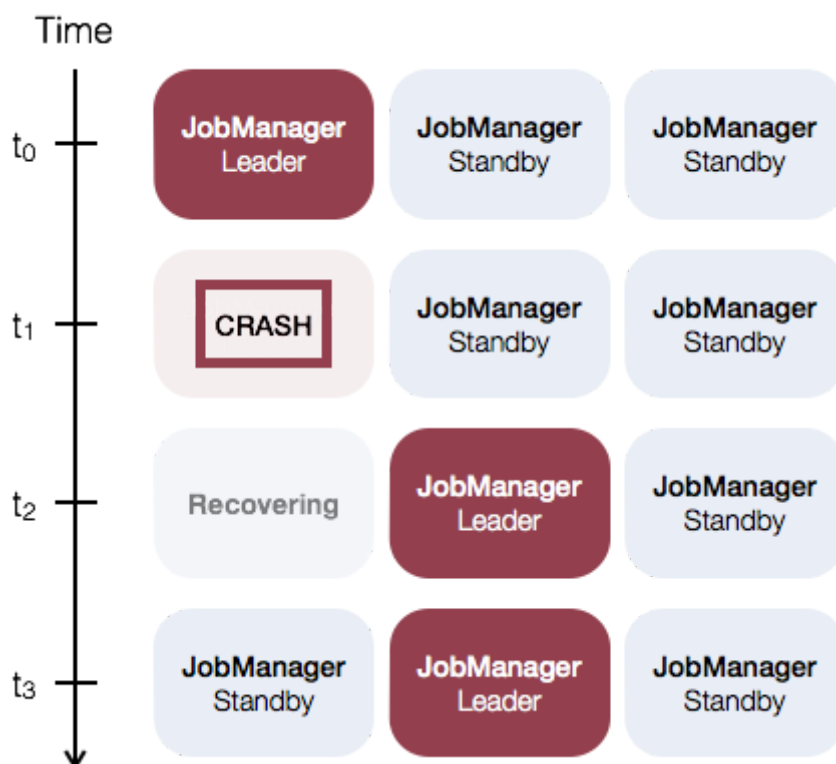 Time
t₀
JobManager
Leader
JobManager
Standby
JobManager
Standby
t₁
CRASH
JobManager
Standby
JobManager
Standby
t₂
Recovering
JobManager
Leader
JobManager
Standby
t₃
JobManager
Standby
JobManager
Leader
JobManager
Standby